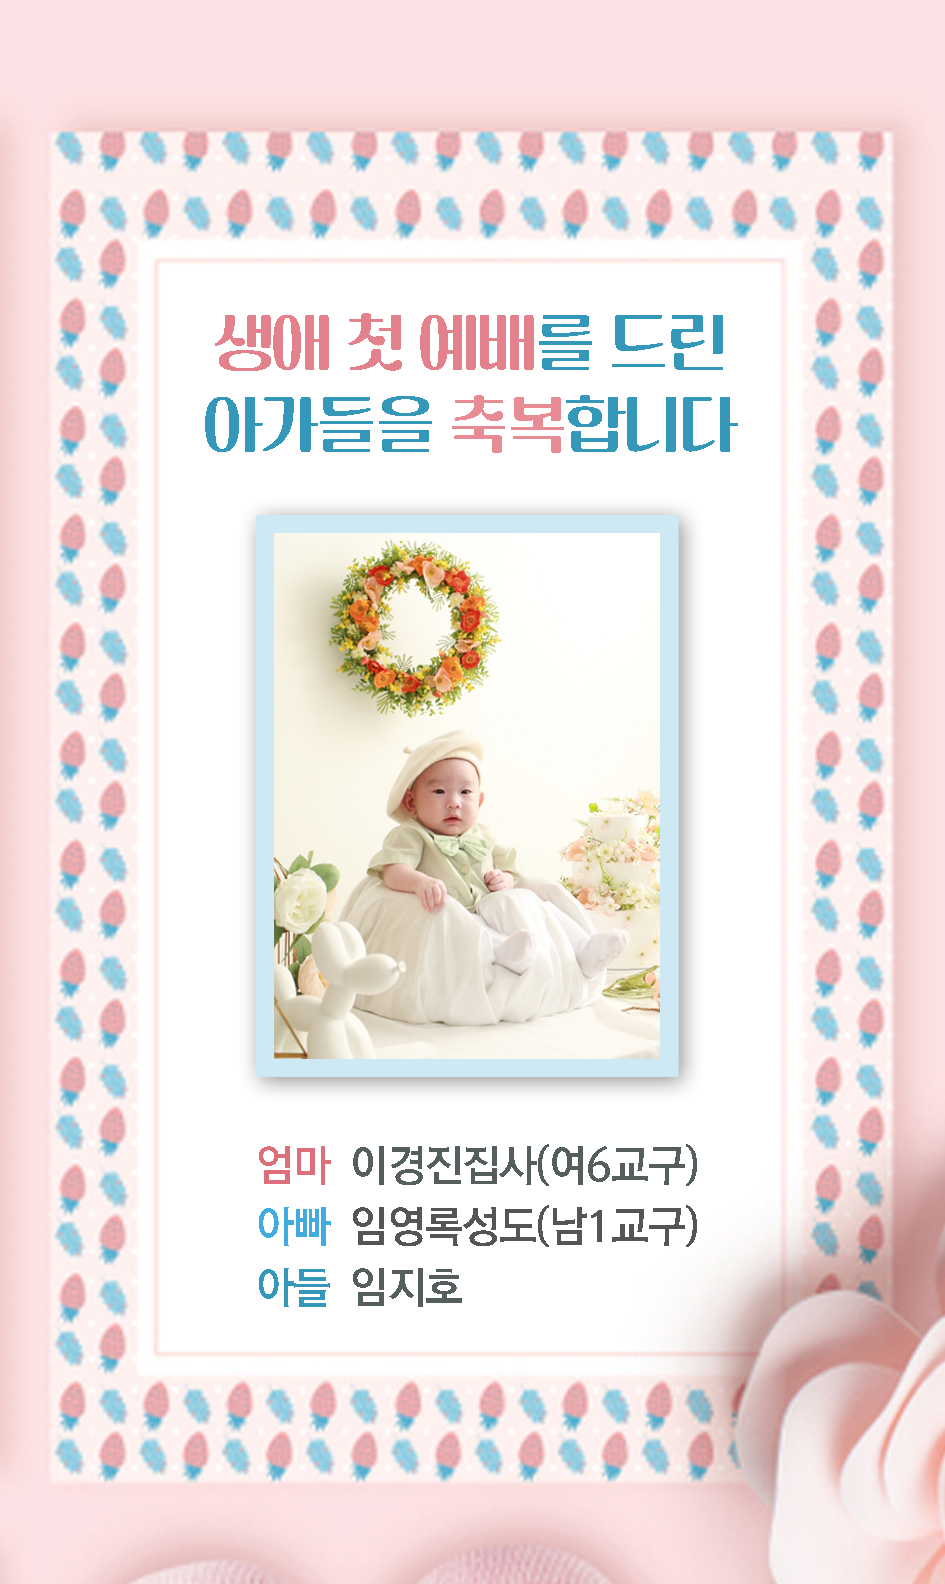 생애 첫 예배를 드린
아가들을 축복합니다
엄마 이경진집사(여6교구)
아빠 임영록성도(남1교구)
아들 임지호